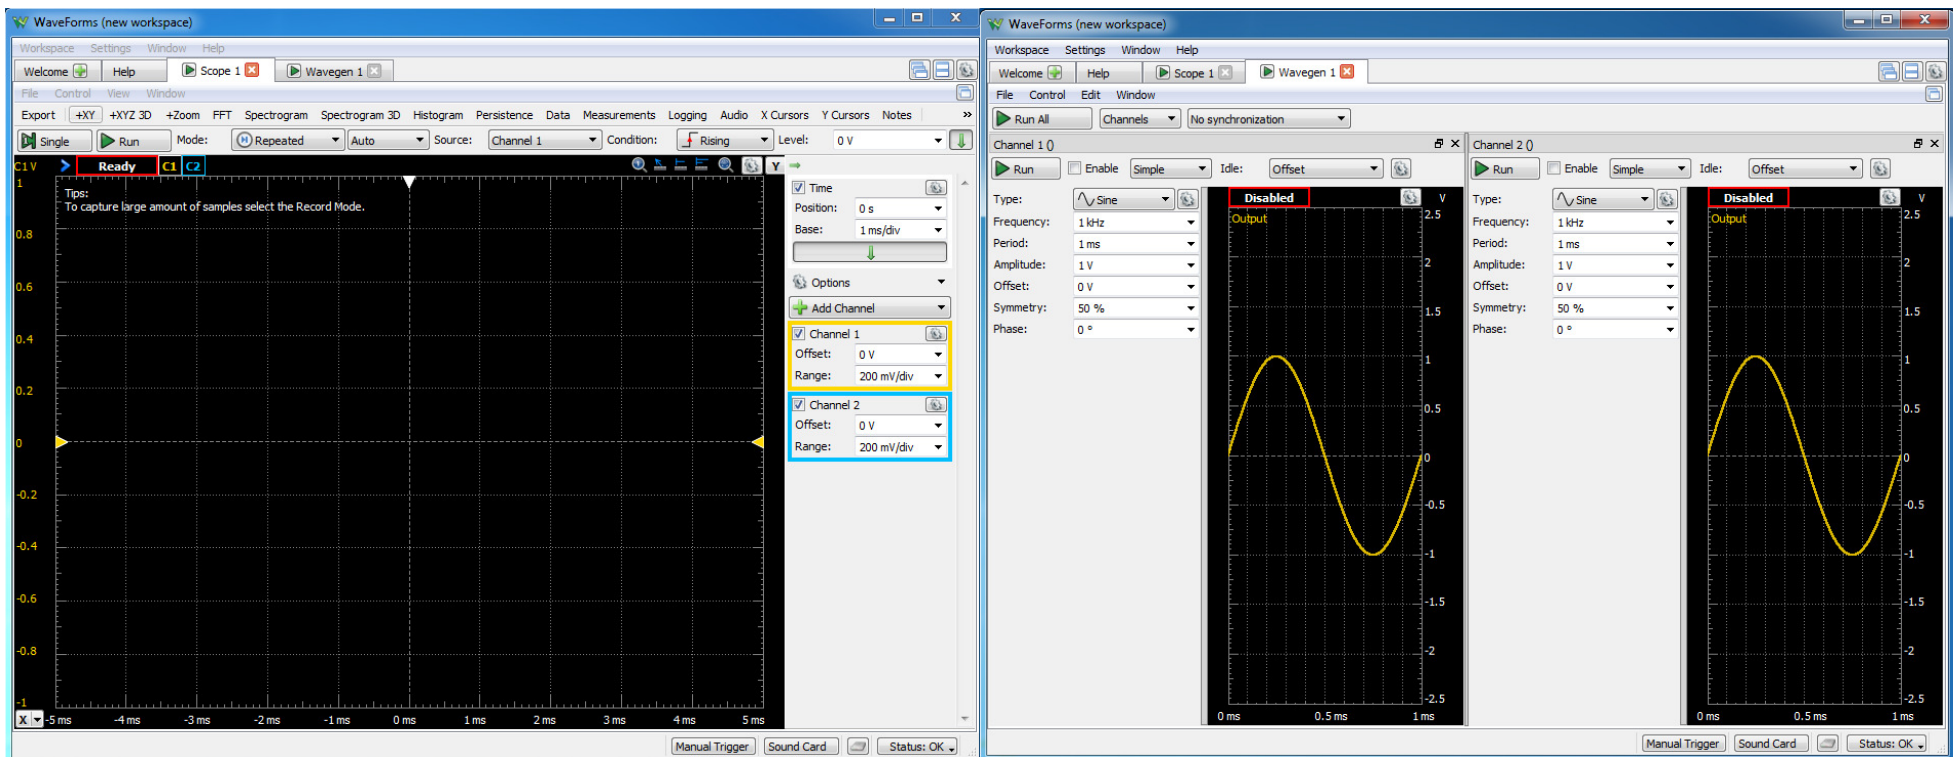 WaveForms (new workspace)
Workspace Settings Window Help
Welcome Help Scope 1 Wavegen 1
File Control View Window
Export +XY +XYZ 3D +Zoom FFT Spectrogram Spectrogram 3D Histogram Persistence Data Measurements Logging Audio X Cursors Y Cursors Notes »
Single Run Mode: Repeated Auto Source: Channel 1 Condition: Rising Level: 0 V
C1 V Ready C1 C2 Y
Tips:
To capture large amount of samples select the Record Mode.
1
0.8
0.6
0.4
0.2
0
-0.2
-0.4
-0.6
-0.8
-1
X -5 ms -4 ms -3 ms -2 ms -1 ms 0 ms 1 ms 2 ms 3 ms 4 ms 5 ms
Time
Position: 0 s
Base: 1 ms/div
Options
Add Channel
Channel 1
Offset: 0 V
Range: 200 mV/div
Channel 2
Offset: 0 V
Range: 200 mV/div
Manual Trigger Sound Card Status: OK
WaveForms (new workspace)
Workspace Settings Window Help
Welcome Help Scope 1 Wavegen 1
File Control Edit Window
Run All Channels No synchronization
Channel 1 ()
Run Enable Simple Idle: Offset
Type: Sine
Frequency: 1 kHz
Period: 1 ms
Amplitude: 1 V
Offset: 0 V
Symmetry: 50 %
Phase: 0 °
Disabled V
Output
2.5
2
1.5
1
0.5
0
-0.5
-1
-1.5
-2
-2.5
0 ms 0.5 ms 1 ms
Channel 2 ()
Run Enable Simple Idle: Offset
Type: Sine
Frequency: 1 kHz
Period: 1 ms
Amplitude: 1 V
Offset: 0 V
Symmetry: 50 %
Phase: 0 °
Disabled V
Output
2.5
2
1.5
1
0.5
0
-0.5
-1
-1.5
-2
-2.5
0 ms 0.5 ms 1 ms
Manual Trigger Sound Card Status: OK